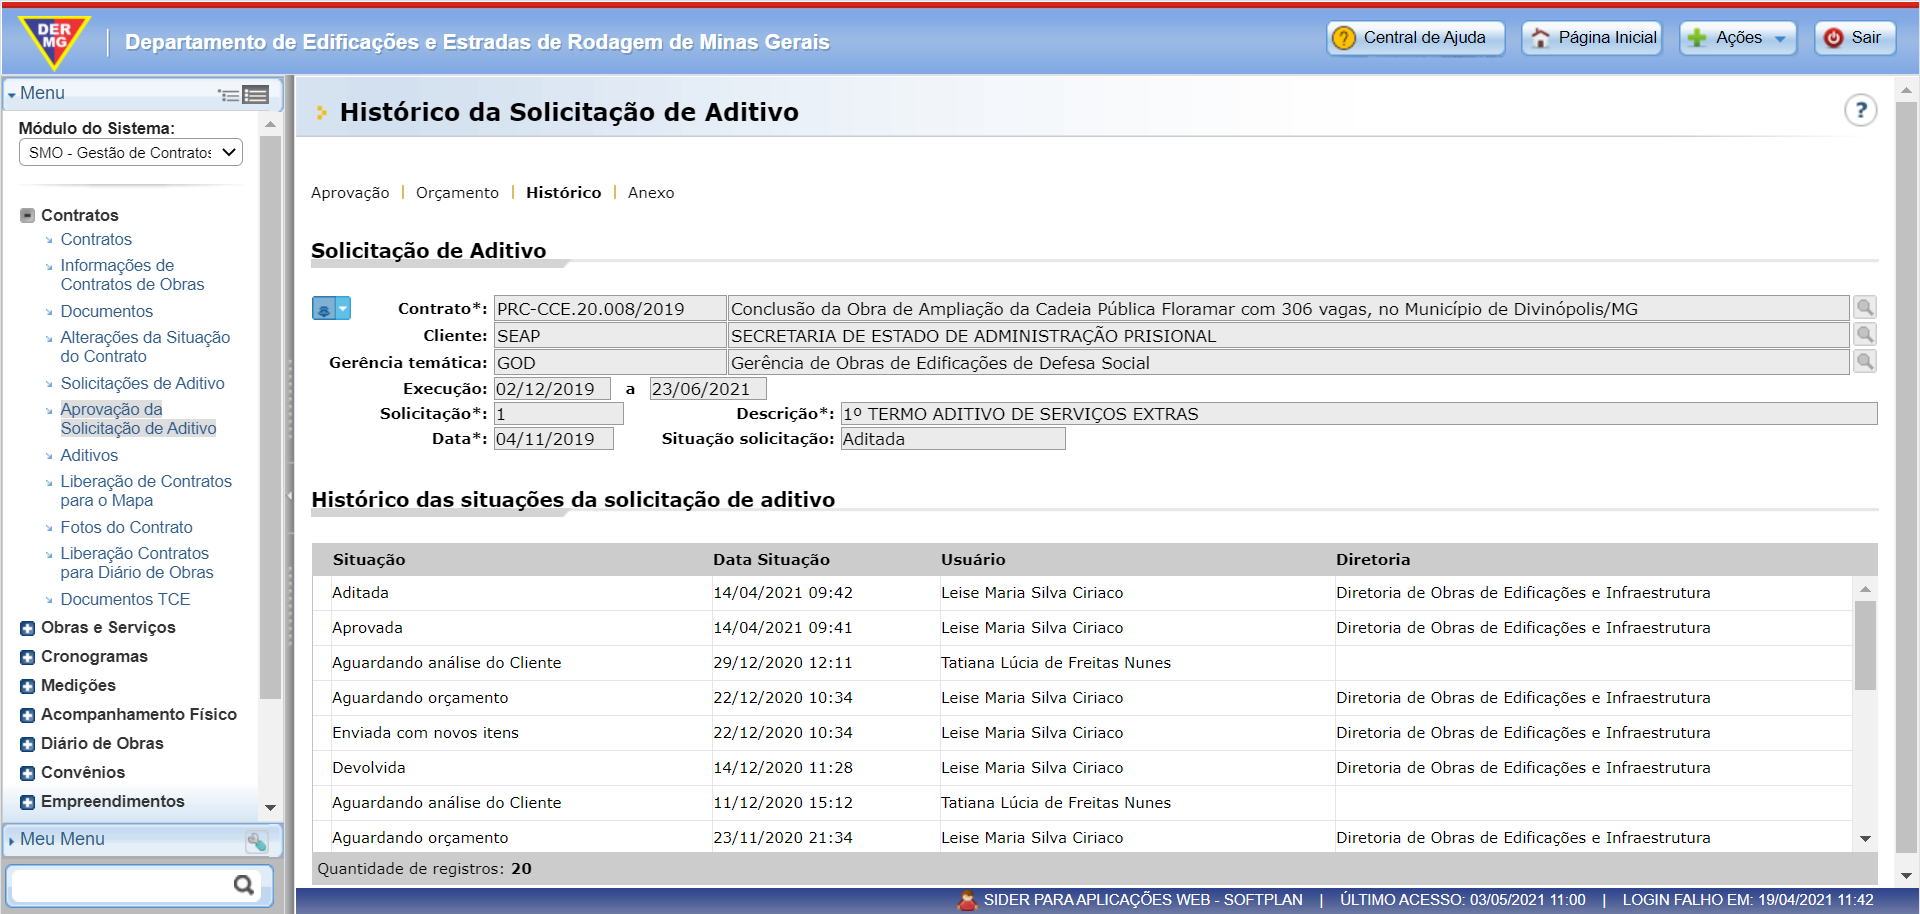 DER
MG
Departamento de Edificações e Estradas de Rodagem de Minas Gerais
Central de Ajuda
Página Inicial
Ações
Sair
Menu
Módulo do Sistema:
SMO - Gestão de Contratos
Contratos
Contratos
Informações de
Contratos de Obras
Documentos
Alterações da Situação
do Contrato
Solicitações de Aditivo
Aprovação da
Solicitação de Aditivo
Aditivos
Liberação de Contratos
para o Mapa
Fotos do Contrato
Liberação Contratos
para Diário de Obras
Documentos TCE
Obras e Serviços
Cronogramas
Medições
Acompanhamento Físico
Diário de Obras
Convênios
Empreendimentos
Meu Menu
Histórico da Solicitação de Aditivo
?
Aprovação | Orçamento | Histórico | Anexo
Solicitação de Aditivo
Contrato*: PRC-CCE.20.008/2019 Conclusão da Obra de Ampliação da Cadeia Pública Floramar com 306 vagas, no Município de Divinópolis/MG
Cliente: SEAP SECRETARIA DE ESTADO DE ADMINISTRAÇÃO PRISIONAL
Gerência temática: GOD Gerência de Obras de Edificações de Defesa Social
Execução: 02/12/2019 a 23/06/2021
Solicitação*: 1 Descrição*: 1º TERMO ADITIVO DE SERVIÇOS EXTRAS
Data*: 04/11/2019 Situação solicitação: Aditada
Histórico das situações da solicitação de aditivo
Situação Data Situação Usuário Diretoria
Aditada 14/04/2021 09:42 Leise Maria Silva Ciriaco Diretoria de Obras de Edificações e Infraestrutura
Aprovada 14/04/2021 09:41 Leise Maria Silva Ciriaco Diretoria de Obras de Edificações e Infraestrutura
Aguardando análise do Cliente 29/12/2020 12:11 Tatiana Lúcia de Freitas Nunes
Aguardando orçamento 22/12/2020 10:34 Leise Maria Silva Ciriaco Diretoria de Obras de Edificações e Infraestrutura
Enviada com novos itens 22/12/2020 10:34 Leise Maria Silva Ciriaco Diretoria de Obras de Edificações e Infraestrutura
Devolvida 14/12/2020 11:28 Leise Maria Silva Ciriaco Diretoria de Obras de Edificações e Infraestrutura
Aguardando análise do Cliente 11/12/2020 15:12 Tatiana Lúcia de Freitas Nunes
Aguardando orçamento 23/11/2020 21:34 Leise Maria Silva Ciriaco Diretoria de Obras de Edificações e Infraestrutura
Quantidade de registros: 20
SIDER PARA APLICAÇÕES WEB - SOFTPLAN | ÚLTIMO ACESSO: 03/05/2021 11:00 | LOGIN FALHO EM: 19/04/2021 11:42